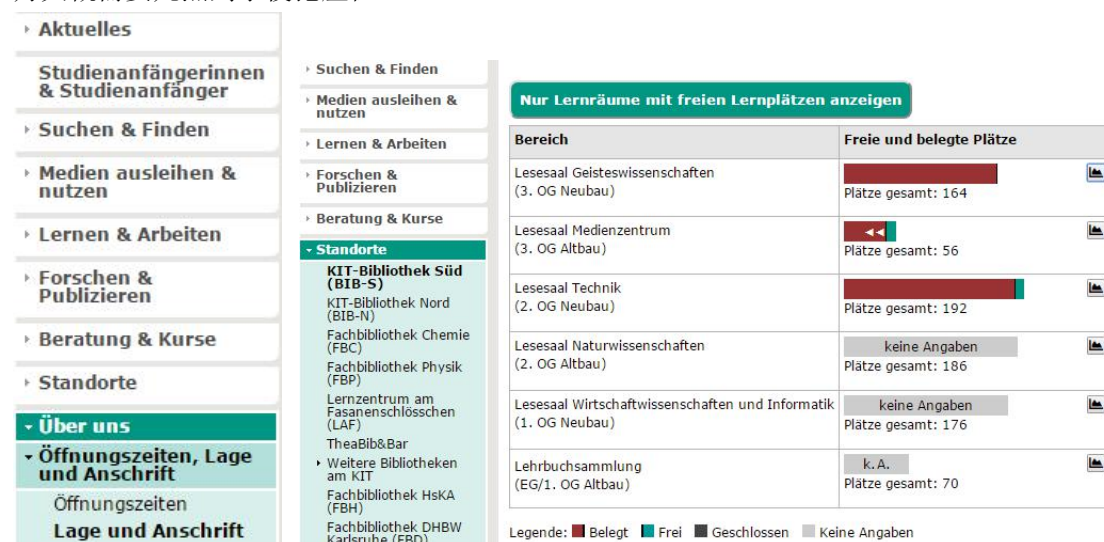 Aktuelles
Studienanfängerinnen
& Studienanfänger
Suchen & Finden
Medien ausleihen &
nutzen
Lernen & Arbeiten
Forschen &
Publizieren
Beratung & Kurse
Standorte
Über uns
Öffnungszeiten, Lage
und Anschrift
Öffnungszeiten
Lage und Anschrift
Suchen & Finden
Medien ausleihen &
nutzen
Lernen & Arbeiten
Forschen &
Publizieren
Beratung & Kurse
Standorte
KIT-Bibliothek Süd
(BIB-S)
KIT-Bibliothek Nord
(BIB-N)
Fachbibliothek Chemie
(FBC)
Fachbibliothek Physik
(FBP)
Lernzentrum am
Fasanenschlösschen
(LAF)
TheaBib&Bar
Weitere Bibliotheken
am KIT
Fachbibliothek HsKA
(FBH)
Fachbibliothek DHBW
Karlsruhe (FBD)
Nur Lernräume mit freien Lernplätzen anzeigen
Bereich Freie und belegte Plätze
Lesesaal Geisteswissenschaften
(3. OG Neubau)
Plätze gesamt: 164
Lesesaal Medienzentrum
(3. OG Altbau)
Plätze gesamt: 56
Lesesaal Technik
(2. OG Neubau)
Plätze gesamt: 192
Lesesaal Naturwissenschaften
(2. OG Altbau)
keine Angaben
Plätze gesamt: 186
Lesesaal Wirtschaftwissenschaften und Informatik
(1. OG Neubau)
keine Angaben
Plätze gesamt: 176
Lehrbuchsammlung
(EG/1. OG Altbau)
k.A.
Plätze gesamt: 70
Legende: Belegt Frei Geschlossen Keine Angaben